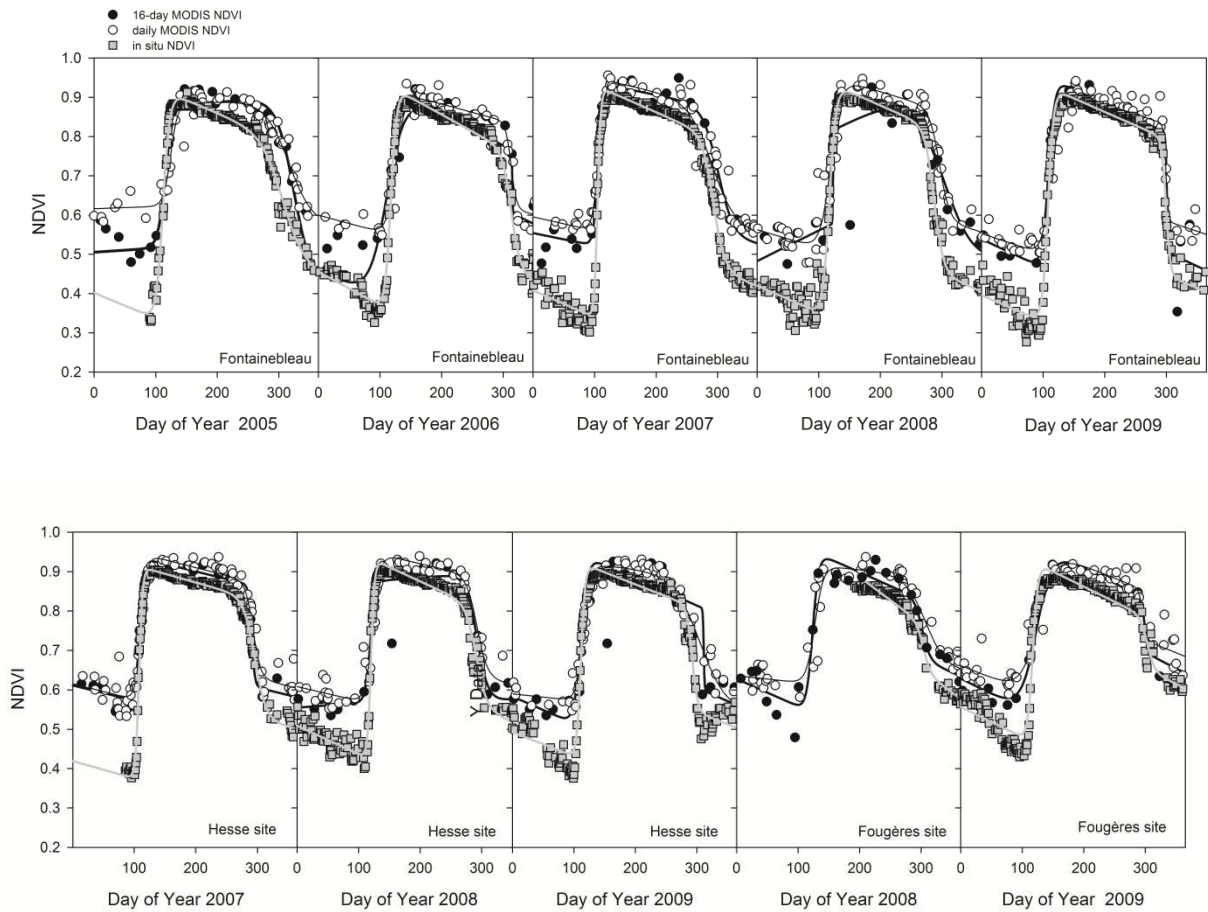 16-day MODIS NDVI
daily MODIS NDVI
in situ NDVI
NDVI
1.0
0.9
0.8
0.7
0.6
0.5
0.4
0.3
0.2
Fontainebleau Fontainebleau Fontainebleau Fontainebleau Fontainebleau
0 100 200 300 0 100 200 300 0 100 200 300 0 100 200 300 0 100 200 300
Day of Year 2005 Day of Year 2006 Day of Year 2007 Day of Year 2008 Day of Year 2009
NDVI
1.0
0.9
0.8
0.7
0.6
0.5
0.4
0.3
0.2
Hesse site Hesse site Hesse site Fougères site Fougères site
100 200 300 0 100 200 300 0 100 200 300 0 100 200 300 0 100 200 300
Day of Year 2007 Day of Year 2008 Day of Year 2009 Day of Year 2008 Day of Year 2009